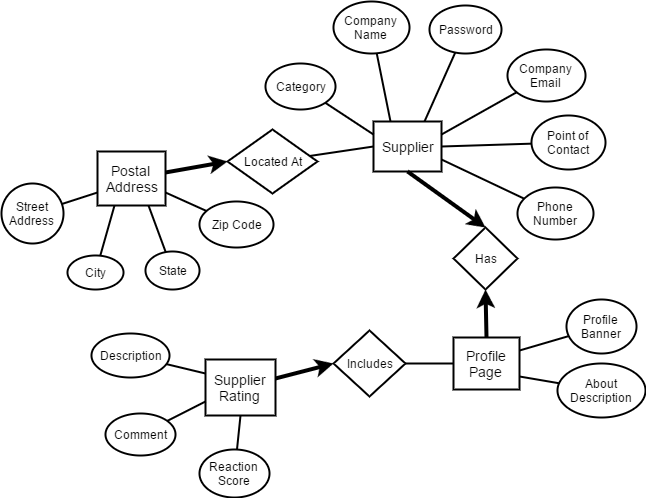 Company
Name
Password
Category
Company
Email
Supplier
Point of
Contact
Located At
Postal
Address
Street
Address
Zip Code
Phone
Number
City
State
Has
Profile
Banner
Description
Includes
Profile
Page
Supplier
Rating
About
Description
Comment
Reaction
Score